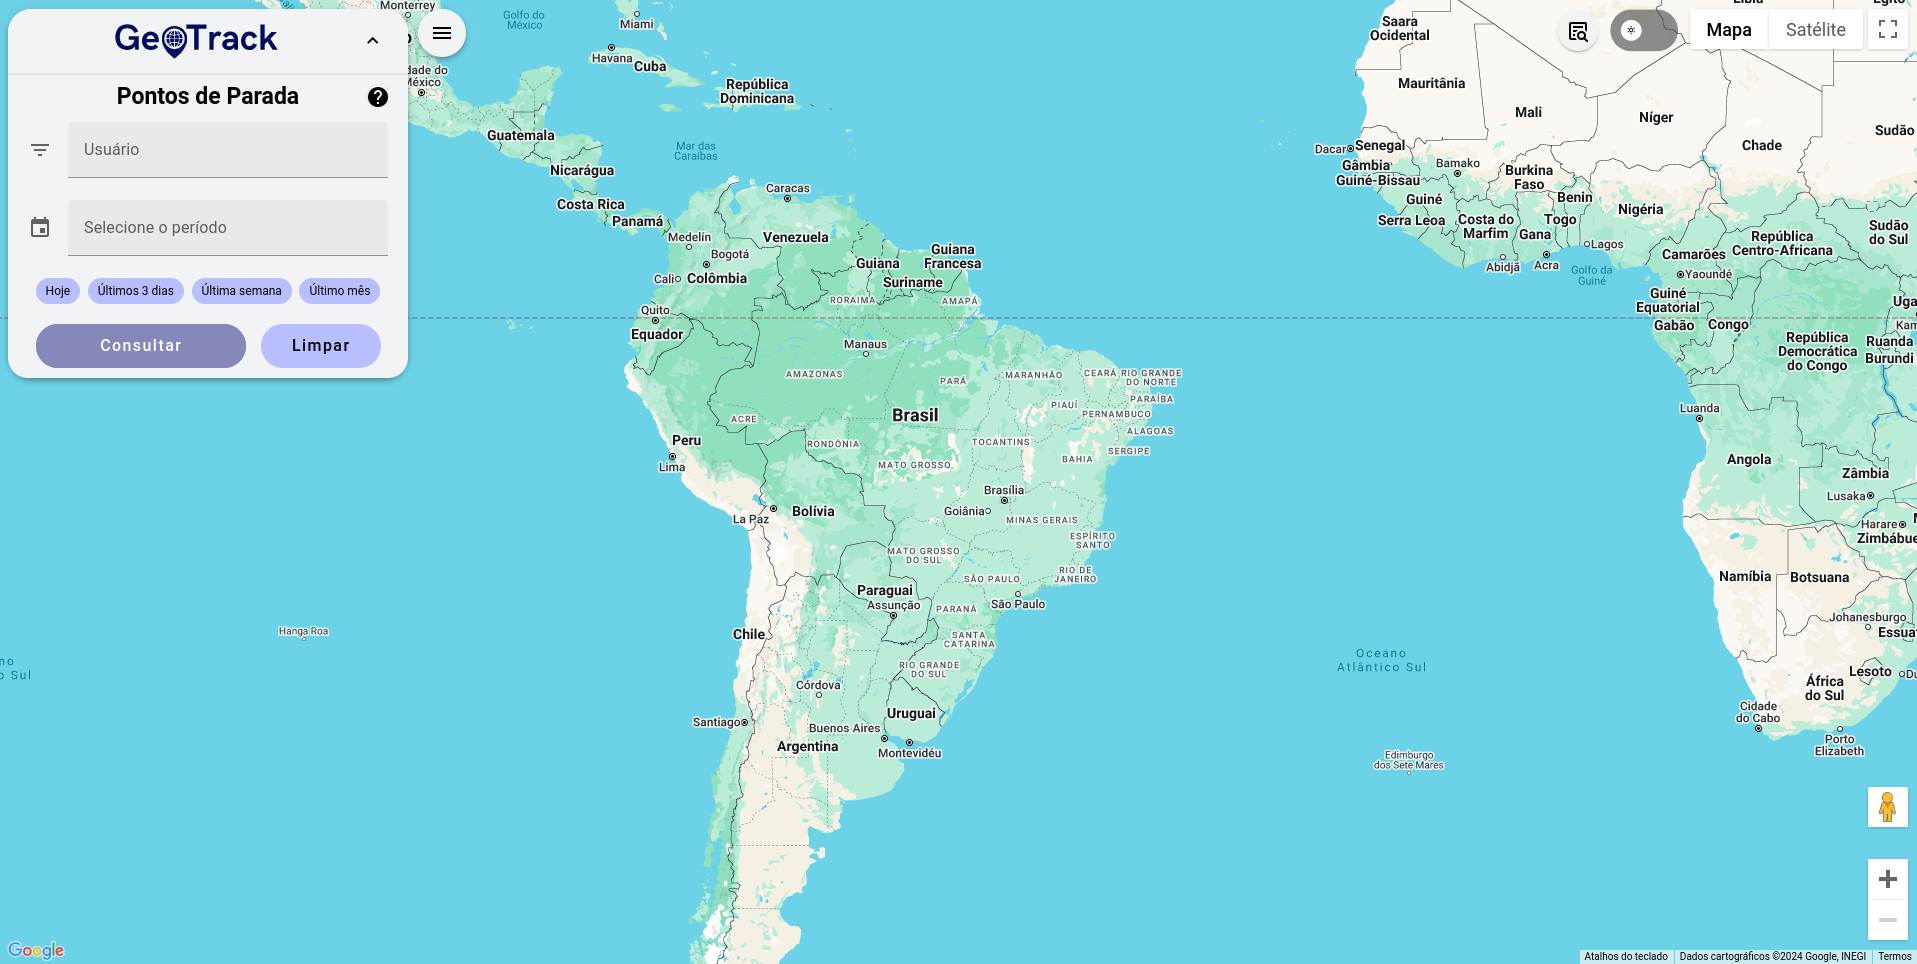 GeoTrack
Pontos de Parada
Usuário
Selecione o período
Hoje
Últimos 3 dias
Última semana
Último mês
Consultar
Limpar
Mapa
Satélite
Monterrey
Golfo do
México
Miami
Havana
Cuba
República
Dominicana
Guatemala
Nicarágua
Mar das
Caraíbas
Costa Rica
Panamá
Caracas
Medelín
Venezuela
Bogotá
Cali
Colômbia
Guiana
Guiana
Francesa
Suriname
RORAIMA
AMAPÁ
Quito
Equador
Manaus
AMAZONAS
PARÁ
MARANHÃO
CEARÁ
RIO GRANDE
DO NORTE
PARAÍBA
PIAUÍ
PERNAMBUCO
ALAGOAS
SERGIPE
ACRE
Brasil
RONDÔNIA
TOCANTINS
BAHIA
MATO GROSSO
Peru
Lima
Brasília
Goiânia
La Paz
Bolívia
MINAS GERAIS
ESPÍRITO
SANTO
MATO GROSSO
DO SUL
SÃO PAULO
RIO DE
JANEIRO
Paraguai
Assunção
PARANÁ
São Paulo
Chile
SANTA
CATARINA
RIO GRANDE
DO SUL
Córdova
Santiago
Uruguai
Buenos Aires
Argentina
Montevidéu
Hanga Roa
Oceano
Atlântico Sul
Edimburgo
dos Sete Mares
Saara
Ocidental
Mauritânia
Mali
Níger
Chade
Sudão
Dacar
Senegal
Gâmbia
Guiné-Bissau
Bamako
Burkina
Faso
Benin
Guiné
Serra Leoa
Costa do
Marfim
Togo
Gana
Nigéria
Lagos
Abidjã
Acra
Golfo da
Guiné
República
Centro-Africana
Sudão
do Sul
Camarões
Yaoundé
Guiné
Equatorial
Gabão
Congo
República
Democrática
do Congo
Ruanda
Burundi
Luanda
Angola
Zâmbia
Lusaka
Harare
Namíbia
Botsuana
Johanesburgo
Lesoto
África
do Sul
Cidade
do Cabo
Porto
Elizabeth
Google
Atalhos do teclado
Dados cartográficos ©2024 Google, INEGI
Termos